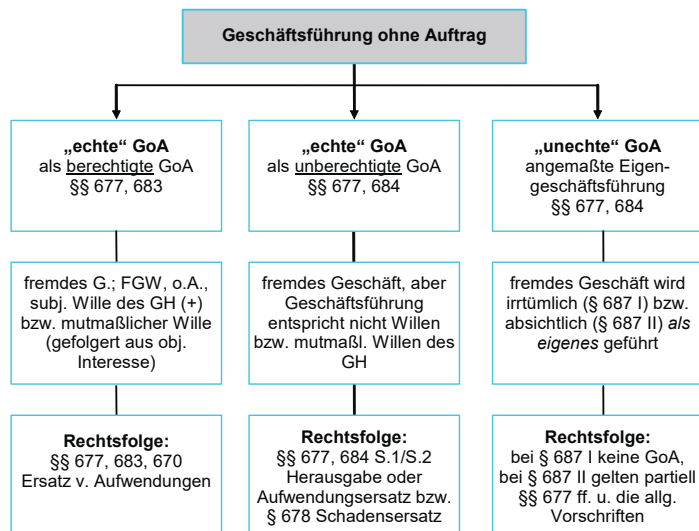 Geschäftsführung ohne Auftrag
„echte“ GoA
als berechtigte GoA
§§ 677, 683
„echte“ GoA
als unberechtigte GoA
§§ 677, 684
„unechte“ GoA
angemaßte Eigen-
geschäftsführung
§§ 677, 684
fremdes G.; FGW, o.A.,
subj. Wille des GH (+)
bzw. mutmaßlicher Wille
(gefolgert aus obj.
Interesse)
fremdes Geschäft, aber
Geschäftsführung
entspricht nicht Willen
bzw. mutmaßl. Willen des
GH
fremdes Geschäft wird
irrtümlich (§ 687 I) bzw.
absichtlich (§ 687 II) als
eigenes geführt
Rechtsfolge:
§§ 677, 683, 670
Ersatz v. Aufwendungen
Rechtsfolge:
§§ 677, 684 S.1/S.2
Herausgabe oder
Aufwendungsersatz bzw.
§ 678 Schadensersatz
Rechtsfolge:
bei § 687 I keine GoA,
bei § 687 II gelten partiell
§§ 677 ff. u. die allg.
Vorschriften